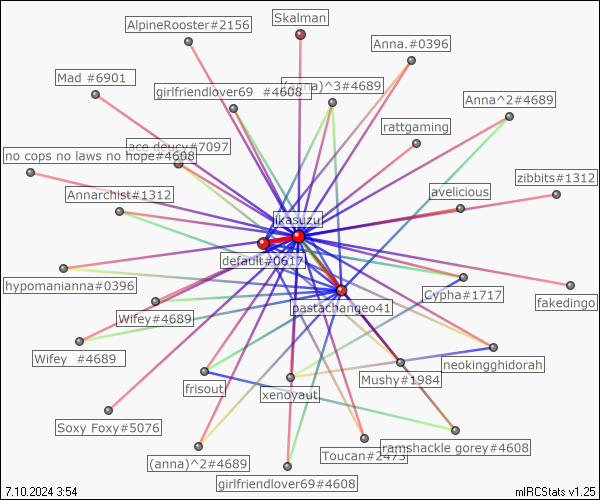 Skalman
AlpineRooster#2156
Anna.#0396
Mad #6901
girlfriendlover69 #4608
(anna)^3#4689
Anna^2#4689
rattgaming
ace deucy#7097
no cops no laws no hope#4608
zibbits#1312
Annarchist#1312
avelicious
ikasuzu
default#0617
hypomanianna#0396
Cypha#1717
fakedingo
pastachangeo41
Wifey#4689
Wifey #4689
neokingghidorah
Mushy#1984
frisout
xenovaut
Soxy Foxy#5076
ramshackle gorey#4608
Toucan#2473
(anna)^2#4689
girlfriendlover69#4608
7.10.2024 3:54
mIRCStats v1.25